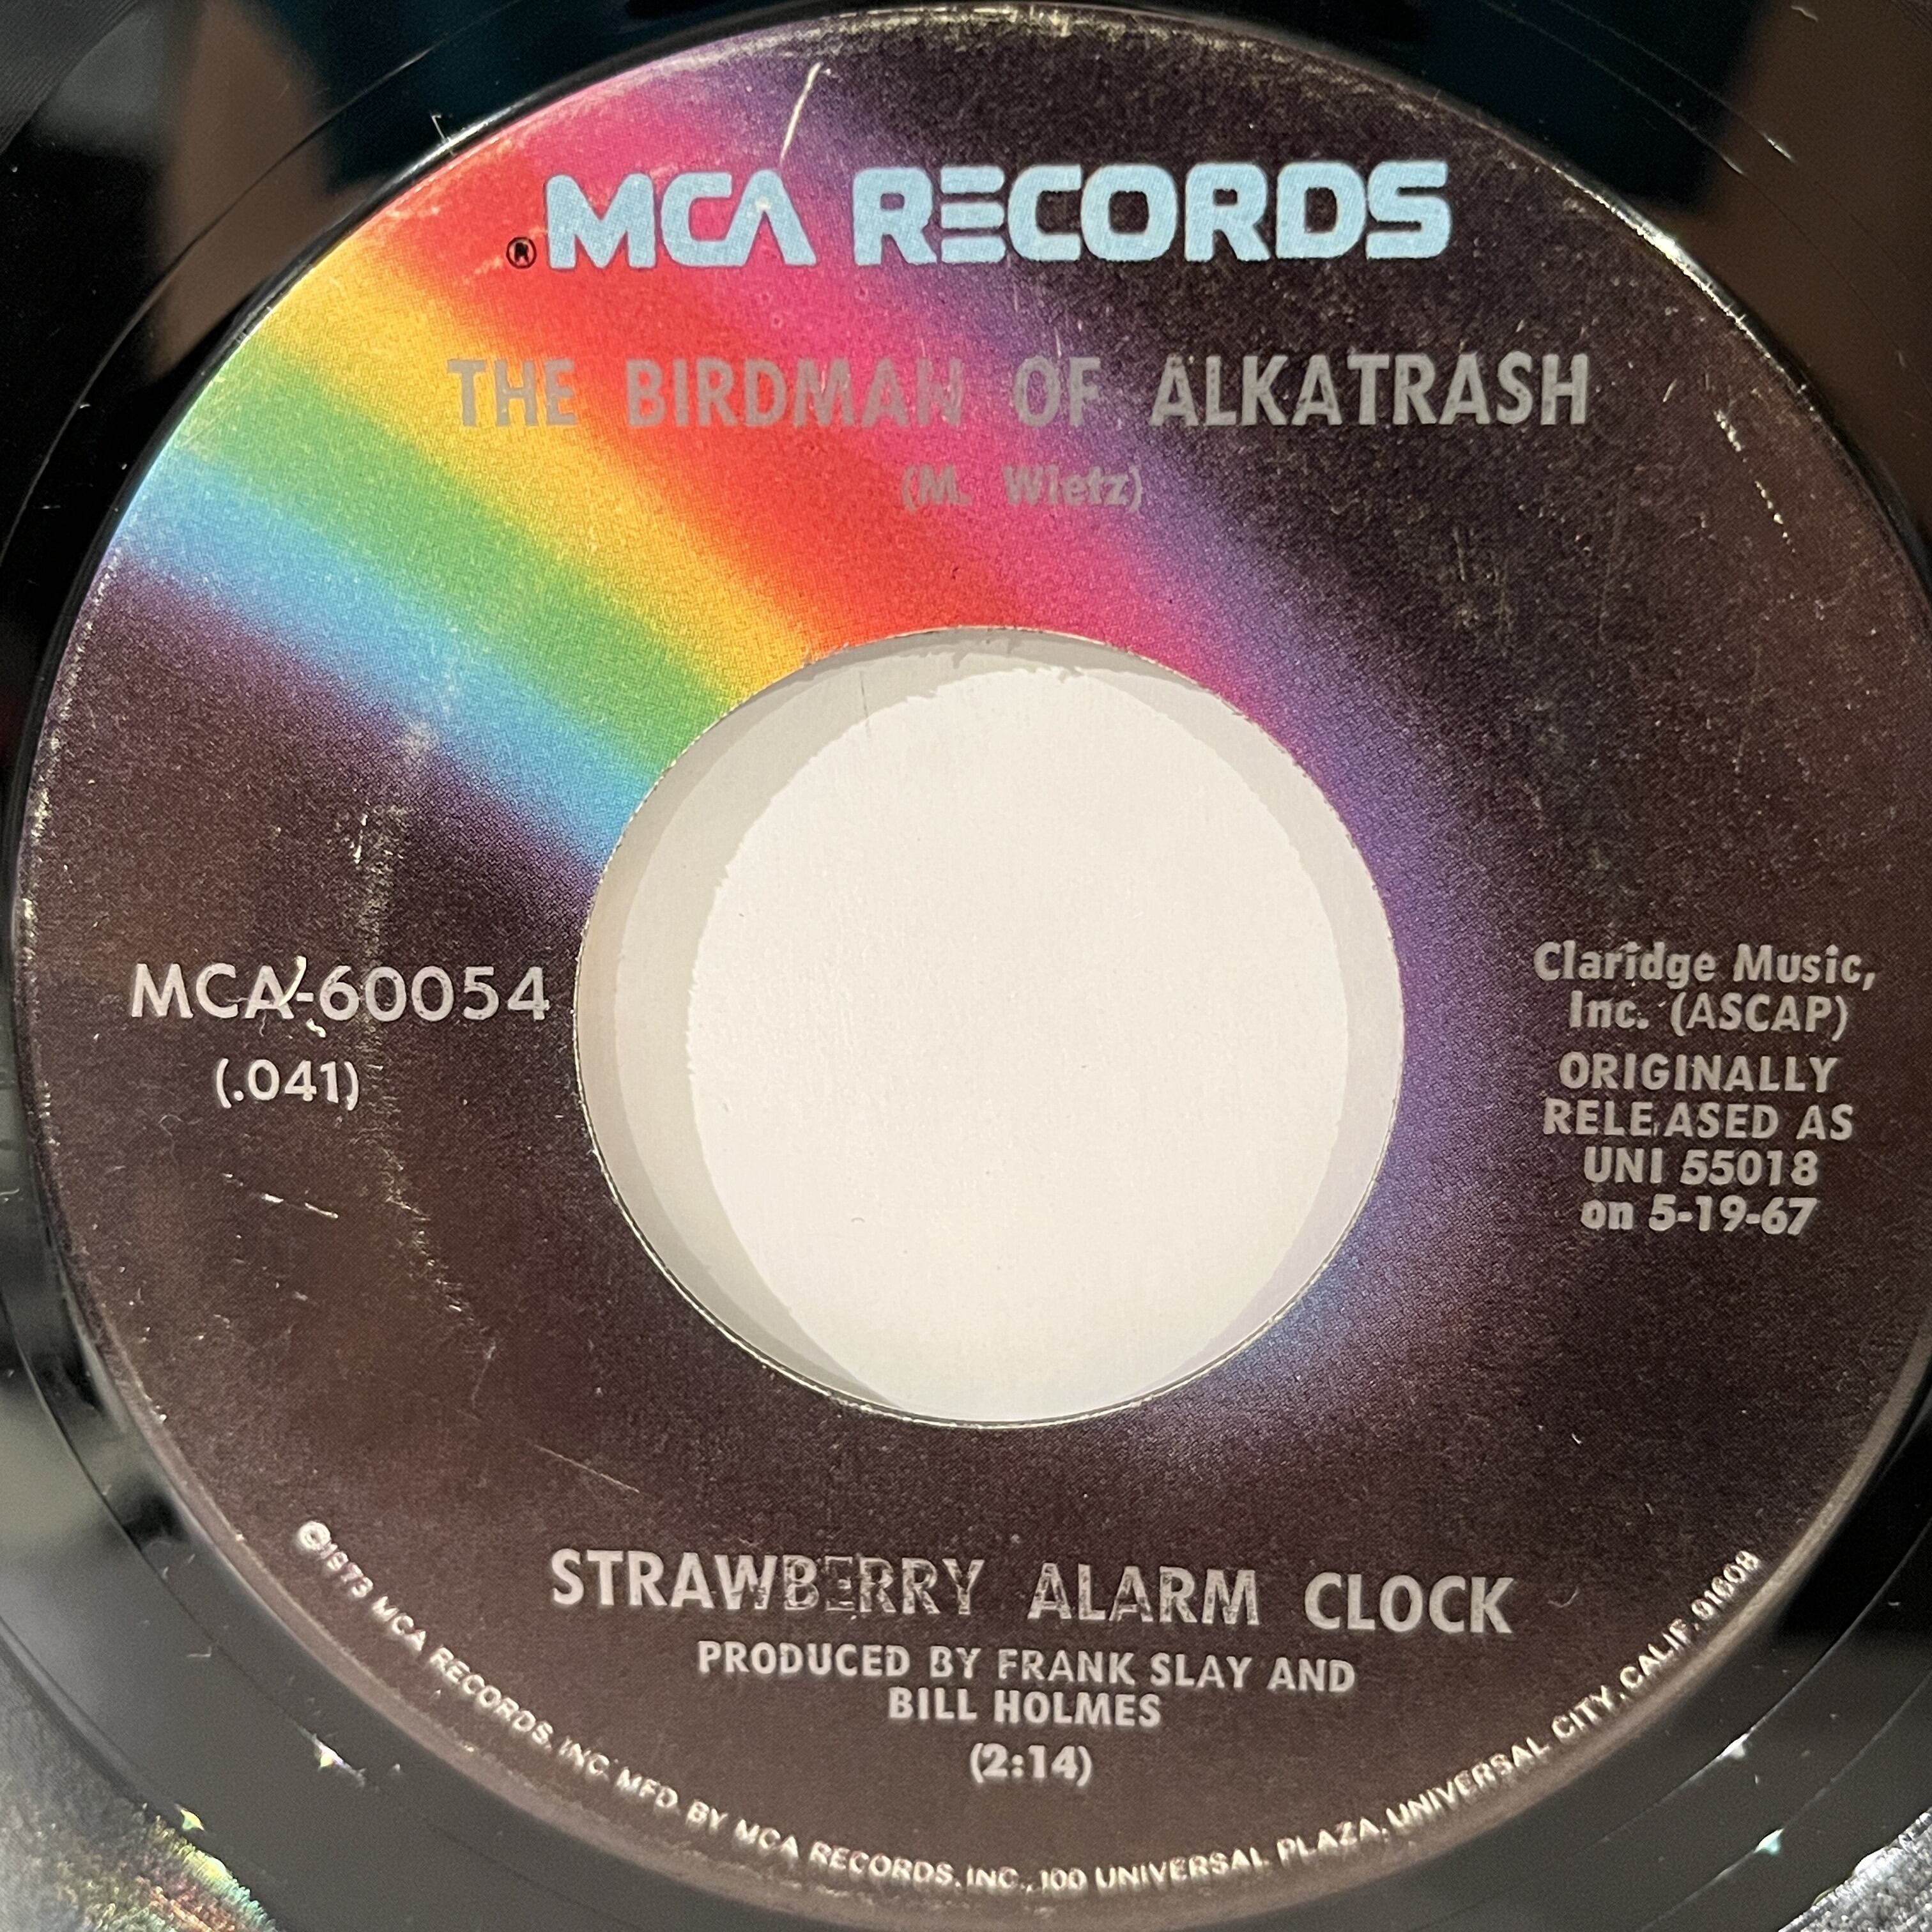 ® MCA RECORDS
THE BIRDMAN OF ALKATRASH
(M. Wietz)
MCA-60054
(.041)
Claridge Music,
Inc. (ASCAP)
ORIGINALLY
RELEASED AS
UNI 55018
on 5-19-67
STRAWBERRY ALARM CLOCK
PRODUCED BY FRANK SLAY AND
BILL HOLMES
(2:14)
©1973 MCA RECORDS, INC. MFD. BY MCA RECORDS, INC., 100 UNIVERSAL PLAZA, UNIVERSAL CITY, CALIF. 91608